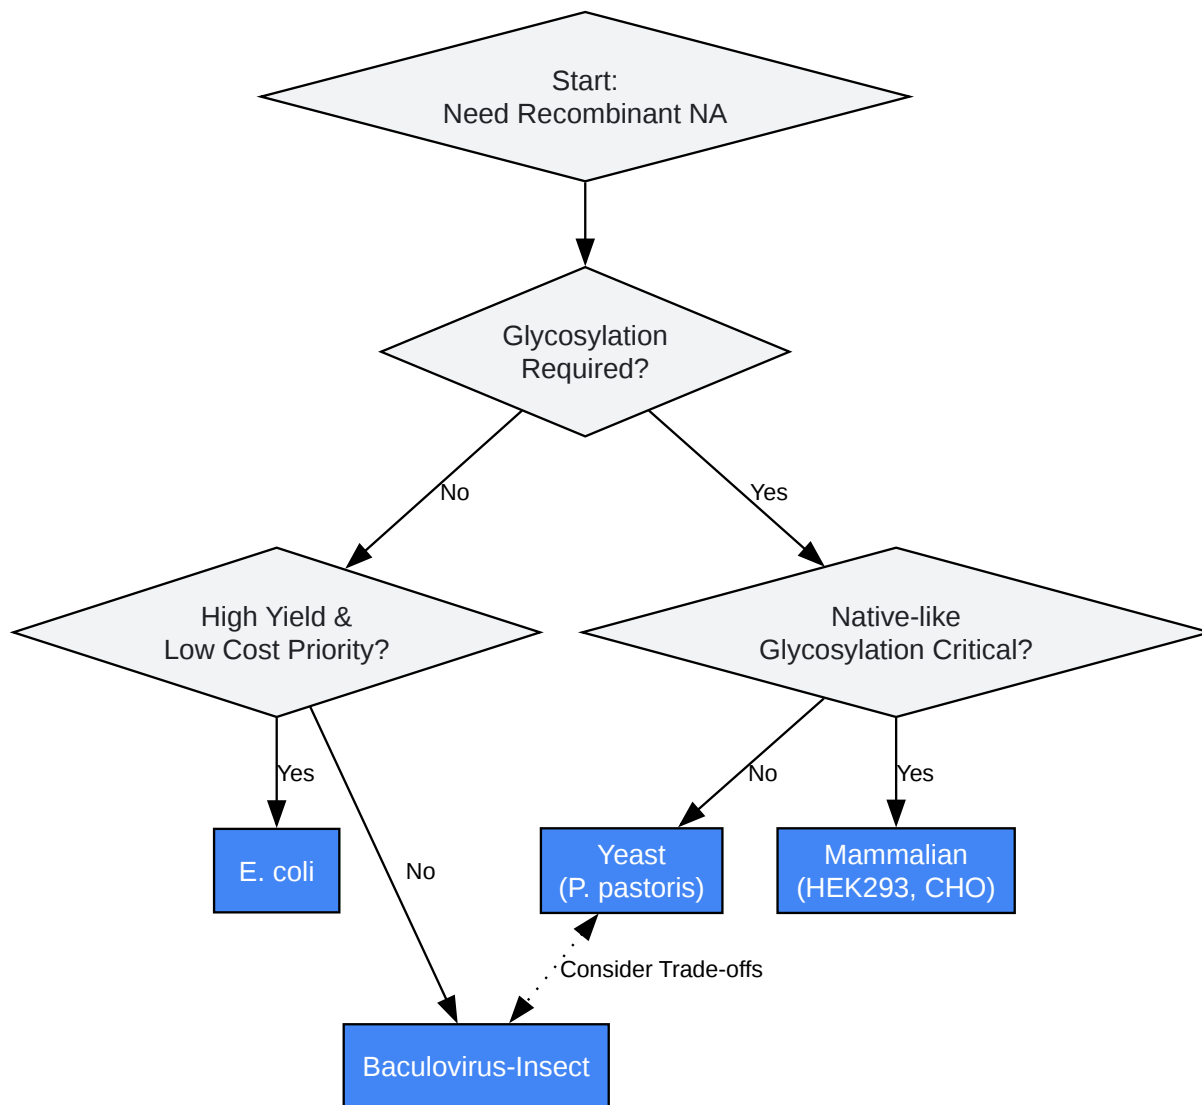 Start:
Need Recombinant NA
Glycosylation
Required?
No
Yes
High Yield &
Low Cost Priority?
Native-like
Glycosylation Critical?
Yes
No
No
Yes
E. coli
Yeast
(P. pastoris)
Mammalian
(HEK293, CHO)
Consider Trade-offs
Baculovirus-Insect